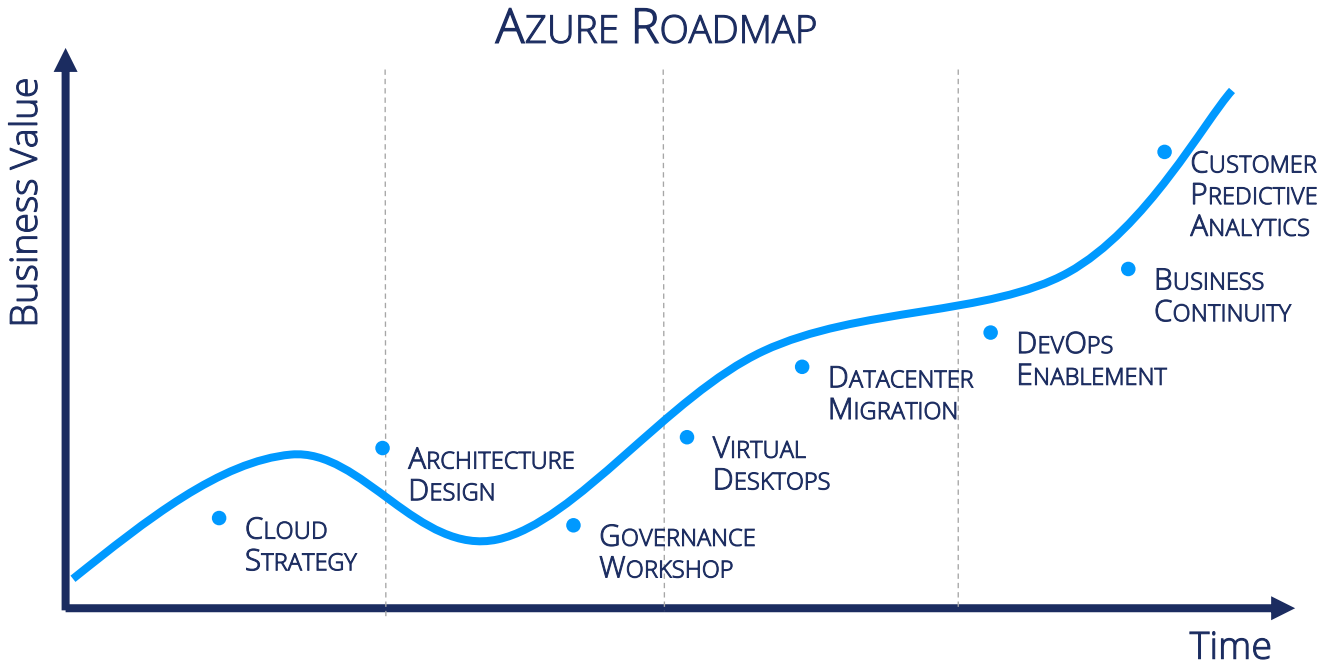 Azure Roadmap
Business Value
Customer
Predictive
Analytics
Business
Continuity
DevOps
Enablement
Datacenter
Migration
Virtual
Desktops
Architecture
Design
Cloud
Strategy
Governance
Workshop
Time